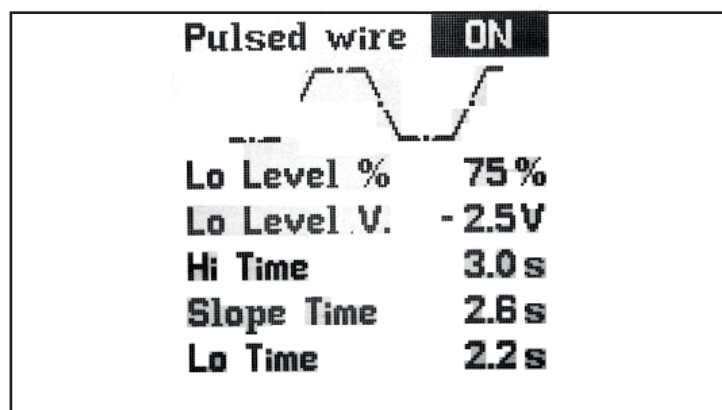 Pulsed wire ON
Lo Level % 75%
Lo Level V. -2.5V
Hi Time 3.0s
Slope Time 2.6s
Lo Time 2.2s